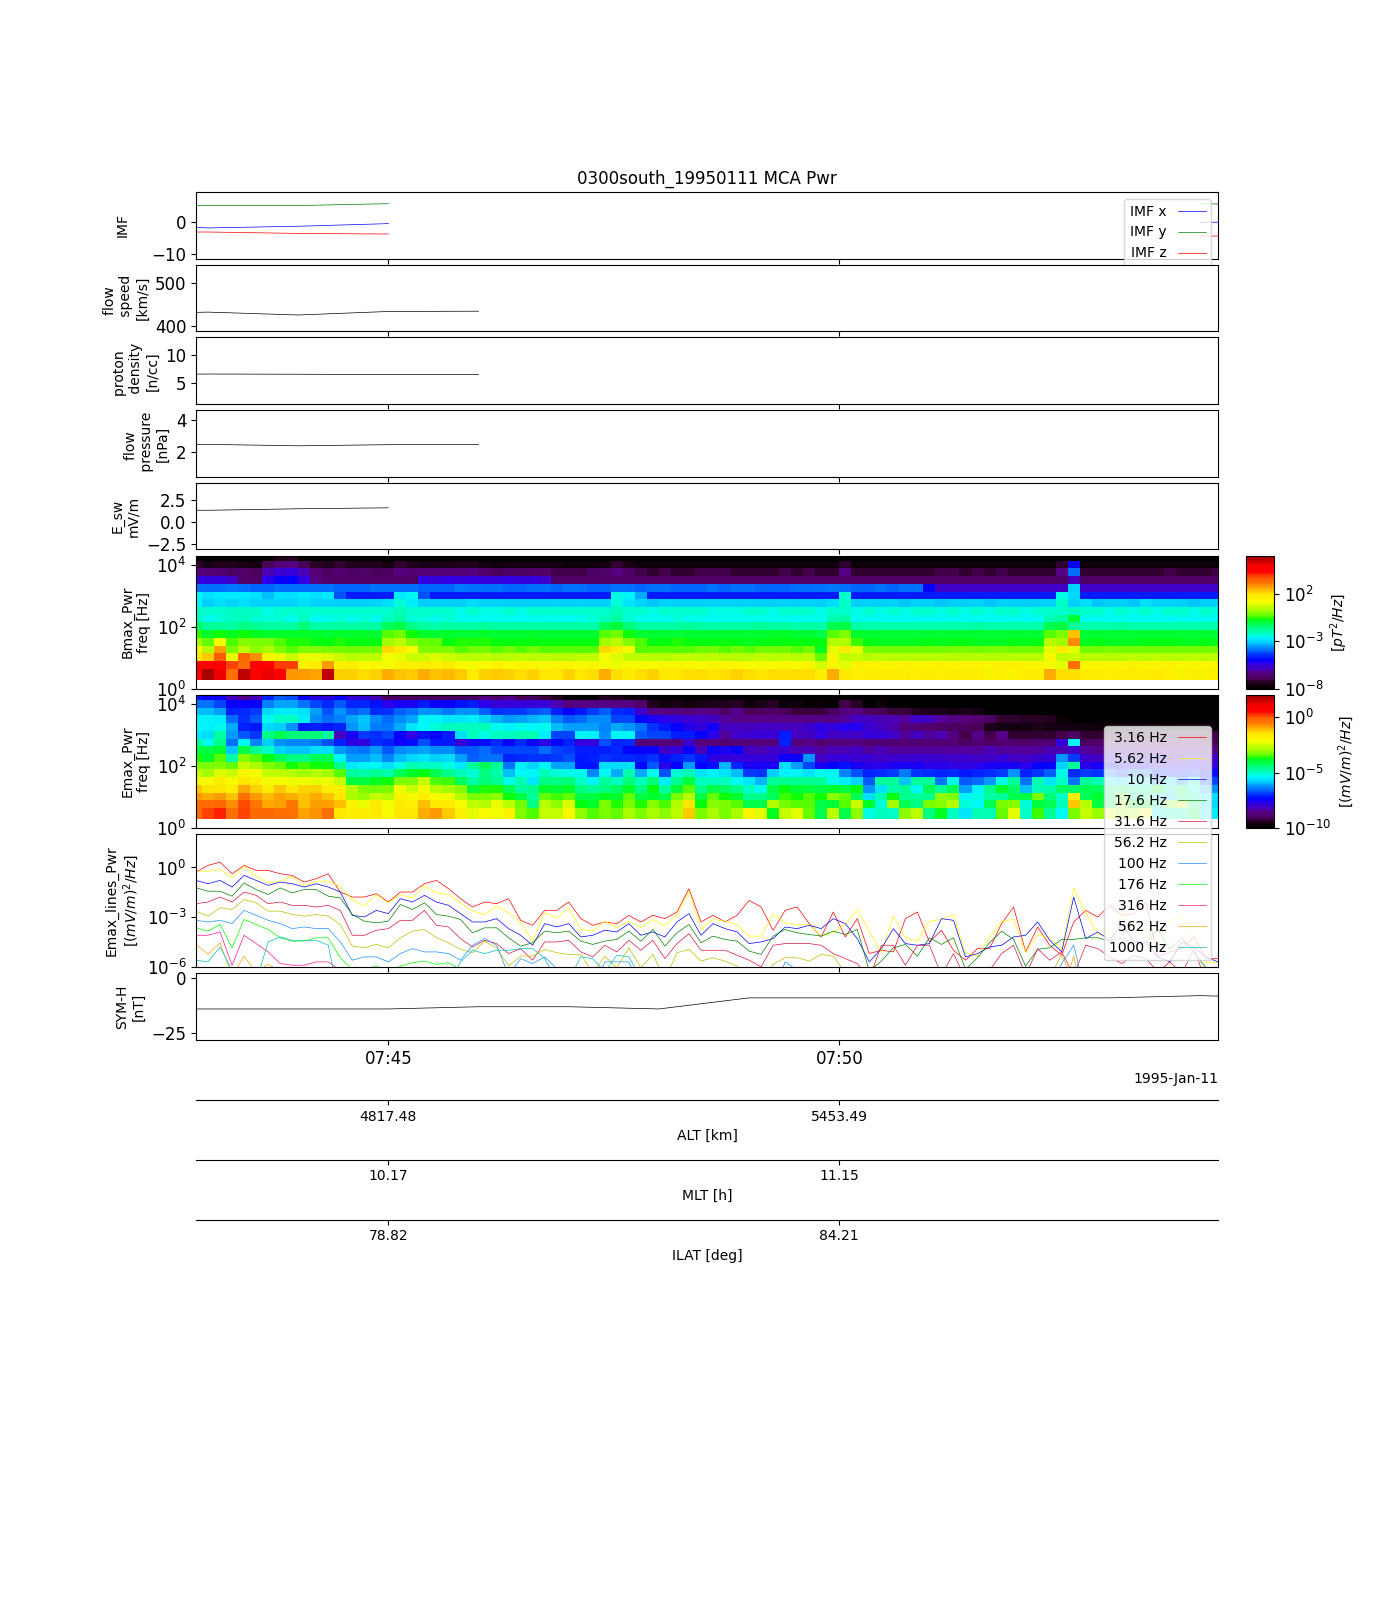 0300south_19950111 MCA Pwr
IMF
0
−10
IMF x
IMF y
IMF z
flow
speed
[km/s]
500
400
proton
density
[n/cc]
10
5
flow
pressure
[nPa]
4
2
E_sw
mV/m
2.5
0.0
−2.5
Bmax_Pwr
freq [Hz]
10^4
10^2
10^0
10^2
10^−3
10^−8
[pT^2/Hz]
Emax_Pwr
freq [Hz]
10^4
10^2
10^0
10^0
10^−5
10^−10
[(mV/m)^2/Hz]
3.16 Hz
5.62 Hz
10 Hz
17.6 Hz
31.6 Hz
56.2 Hz
100 Hz
176 Hz
316 Hz
562 Hz
1000 Hz
Emax_lines_Pwr
[(mV/m)^2/Hz]
10^0
10^−3
10^−6
SYM-H
[nT]
0
−25
07:45 07:50
1995-Jan-11
4817.48 5453.49
ALT [km]
10.17 11.15
MLT [h]
78.82 84.21
ILAT [deg]